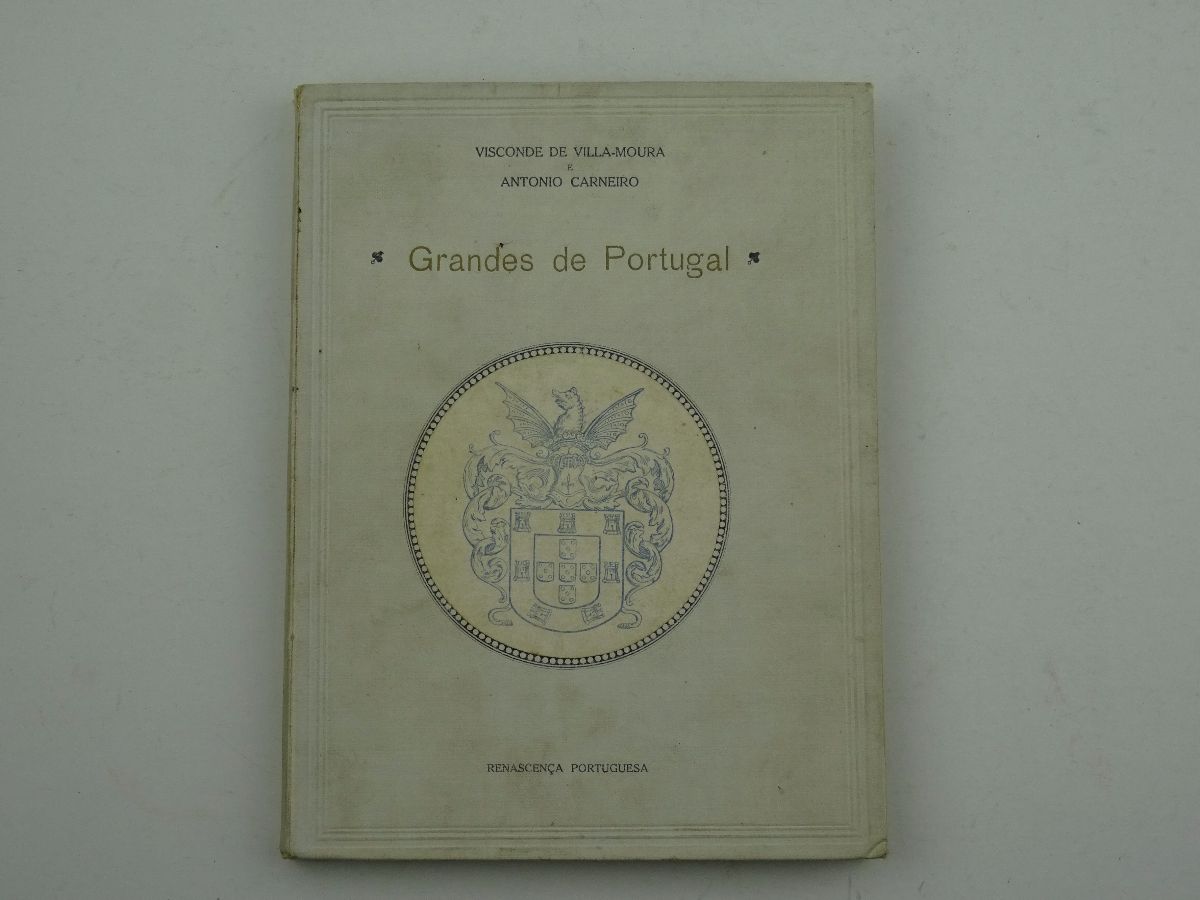 VISCONDE DE VILLA-MOURA
E
ANTONIO CARNEIRO
Grandes de Portugal
RENASCENÇA PORTUGUESA